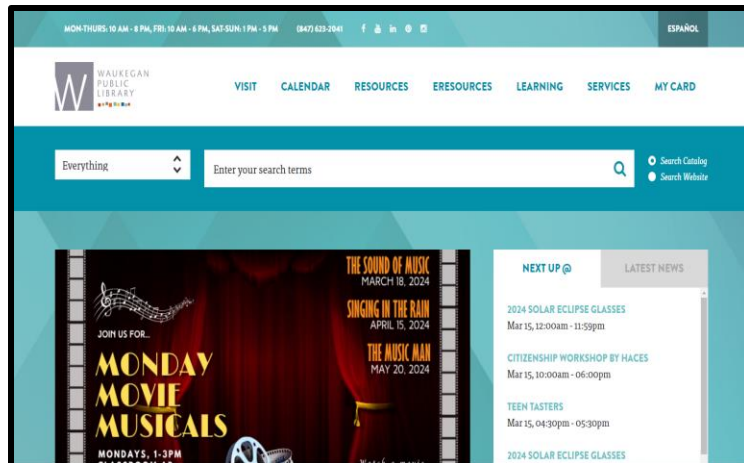 MON-THURS: 10 AM - 8 PM, FRI: 10 AM - 6 PM, SAT-SUN: 1 PM - 5 PM (847) 623-2041
ESPAÑOL
WAUKEGAN
PUBLIC
LIBRARY
VISIT CALENDAR RESOURCES ERESOURCES LEARNING SERVICES MY CARD
Everything
Enter your search terms
Search Catalog
Search Website
THE SOUND OF MUSIC
MARCH 18, 2024
SINGING IN THE RAIN
APRIL 15, 2024
THE MUSIC MAN
MAY 20, 2024
JOIN US FOR...
MONDAY
MOVIE
MUSICALS
MONDAYS, 1-3PM
NEXT UP @ LATEST NEWS
2024 SOLAR ECLIPSE GLASSES
Mar 15, 12:00am - 11:59pm
CITIZENSHIP WORKSHOP BY HACES
Mar 15, 10:00am - 06:00pm
TEEN TASTERS
Mar 15, 04:30pm - 05:30pm
2024 SOLAR ECLIPSE GLASSES